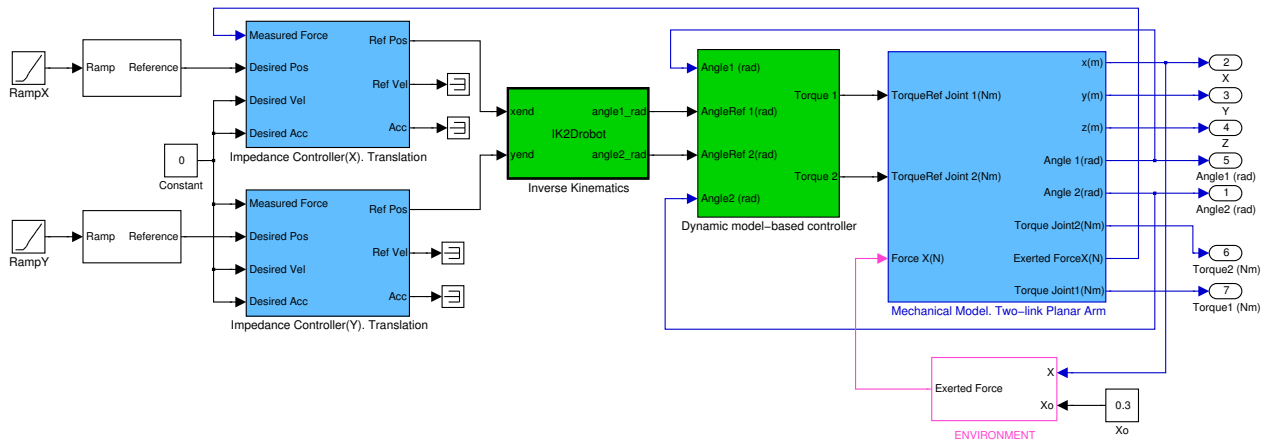 RampX
Ramp
Reference
Measured Force
Desired Pos
Desired Vel
Desired Acc
Ref Pos
Ref Vel
Acc
Impedance Controller(X). Translation
0
Constant
RampY
Ramp
Reference
Measured Force
Desired Pos
Desired Vel
Desired Acc
Ref Pos
Ref Vel
Acc
Impedance Controller(Y). Translation
xend
yend
IK2Drobot
angle1_rad
angle2_rad
Inverse Kinematics
Angle1 (rad)
AngleRef 1(rad)
AngleRef 2(rad)
Angle2 (rad)
Torque 1
Torque 2
Dynamic model−based controller
TorqueRef Joint 1(Nm)
TorqueRef Joint 2(Nm)
Force X(N)
x(m)
y(m)
z(m)
Angle 1(rad)
Angle 2(rad)
Torque Joint2(Nm)
Exerted ForceX(N)
Torque Joint1(Nm)
Mechanical Model. Two−link Planar Arm
2
X
3
Y
4
Z
5
Angle1 (rad)
1
Angle2 (rad)
6
Torque2 (Nm)
7
Torque1 (Nm)
Exerted Force
X
Xo
ENVIRONMENT
0.3
Xo